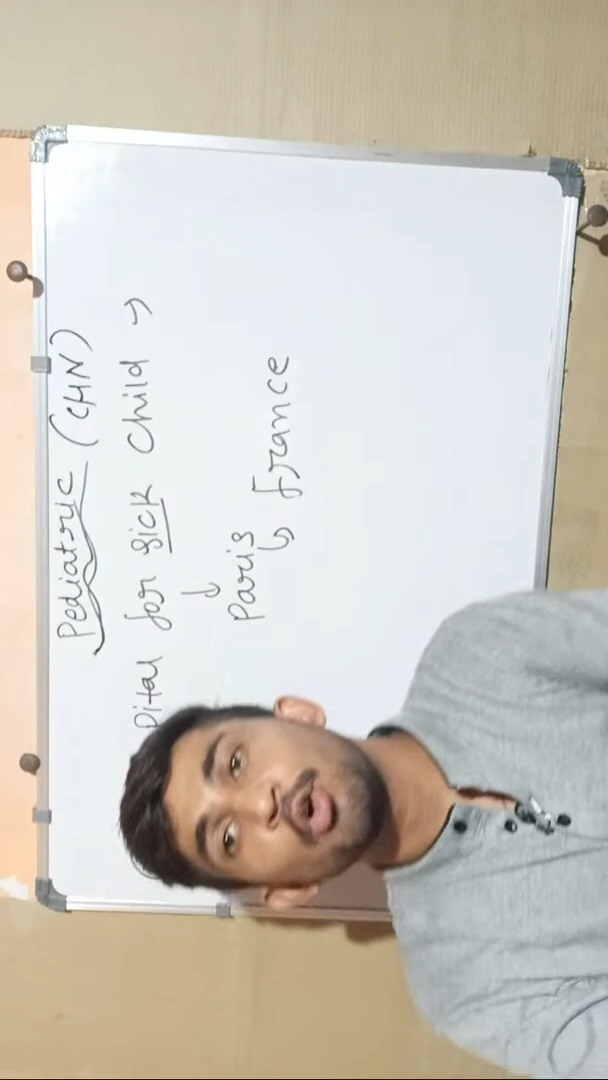 Pediatric (CHN)
pital for sick child →
↓
Paris
↳ France